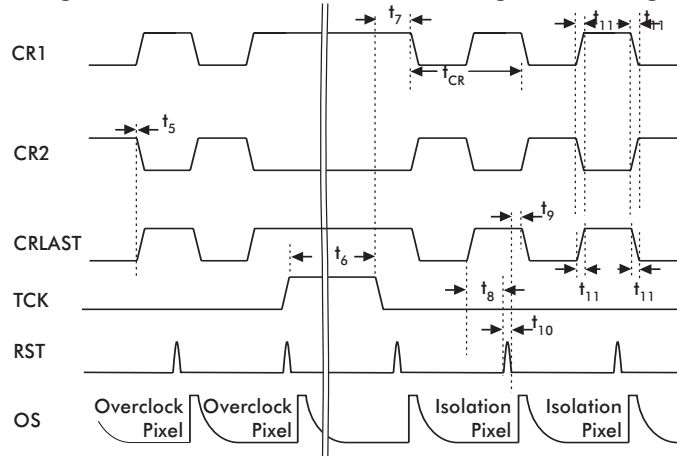 t7
t11
t11
CR1
tCR
t5
CR2
t9
CRLAST
t6
t8
t11
t11
TCK
t10
RST
Overclock Pixel
Overclock Pixel
Isolation Pixel
Isolation Pixel
OS